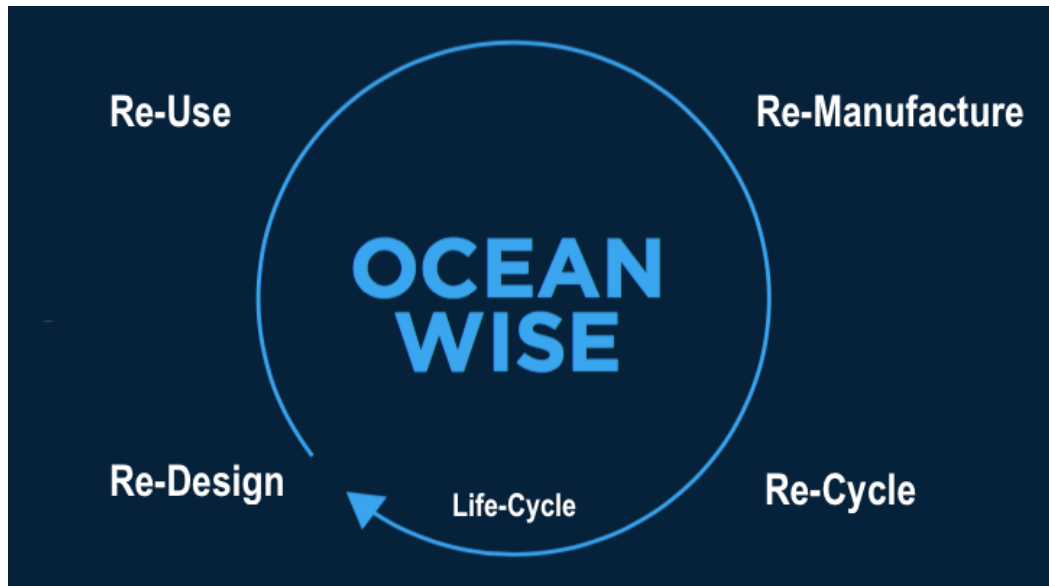 Re-Use
Re-Manufacture
OCEAN
WISE
Re-Design
Life-Cycle
Re-Cycle